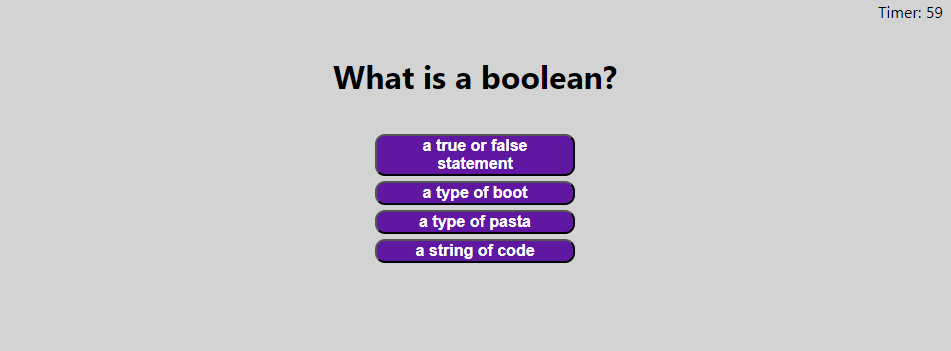 Timer: 59
What is a boolean?
a true or false
statement
a type of boot
a type of pasta
a string of code